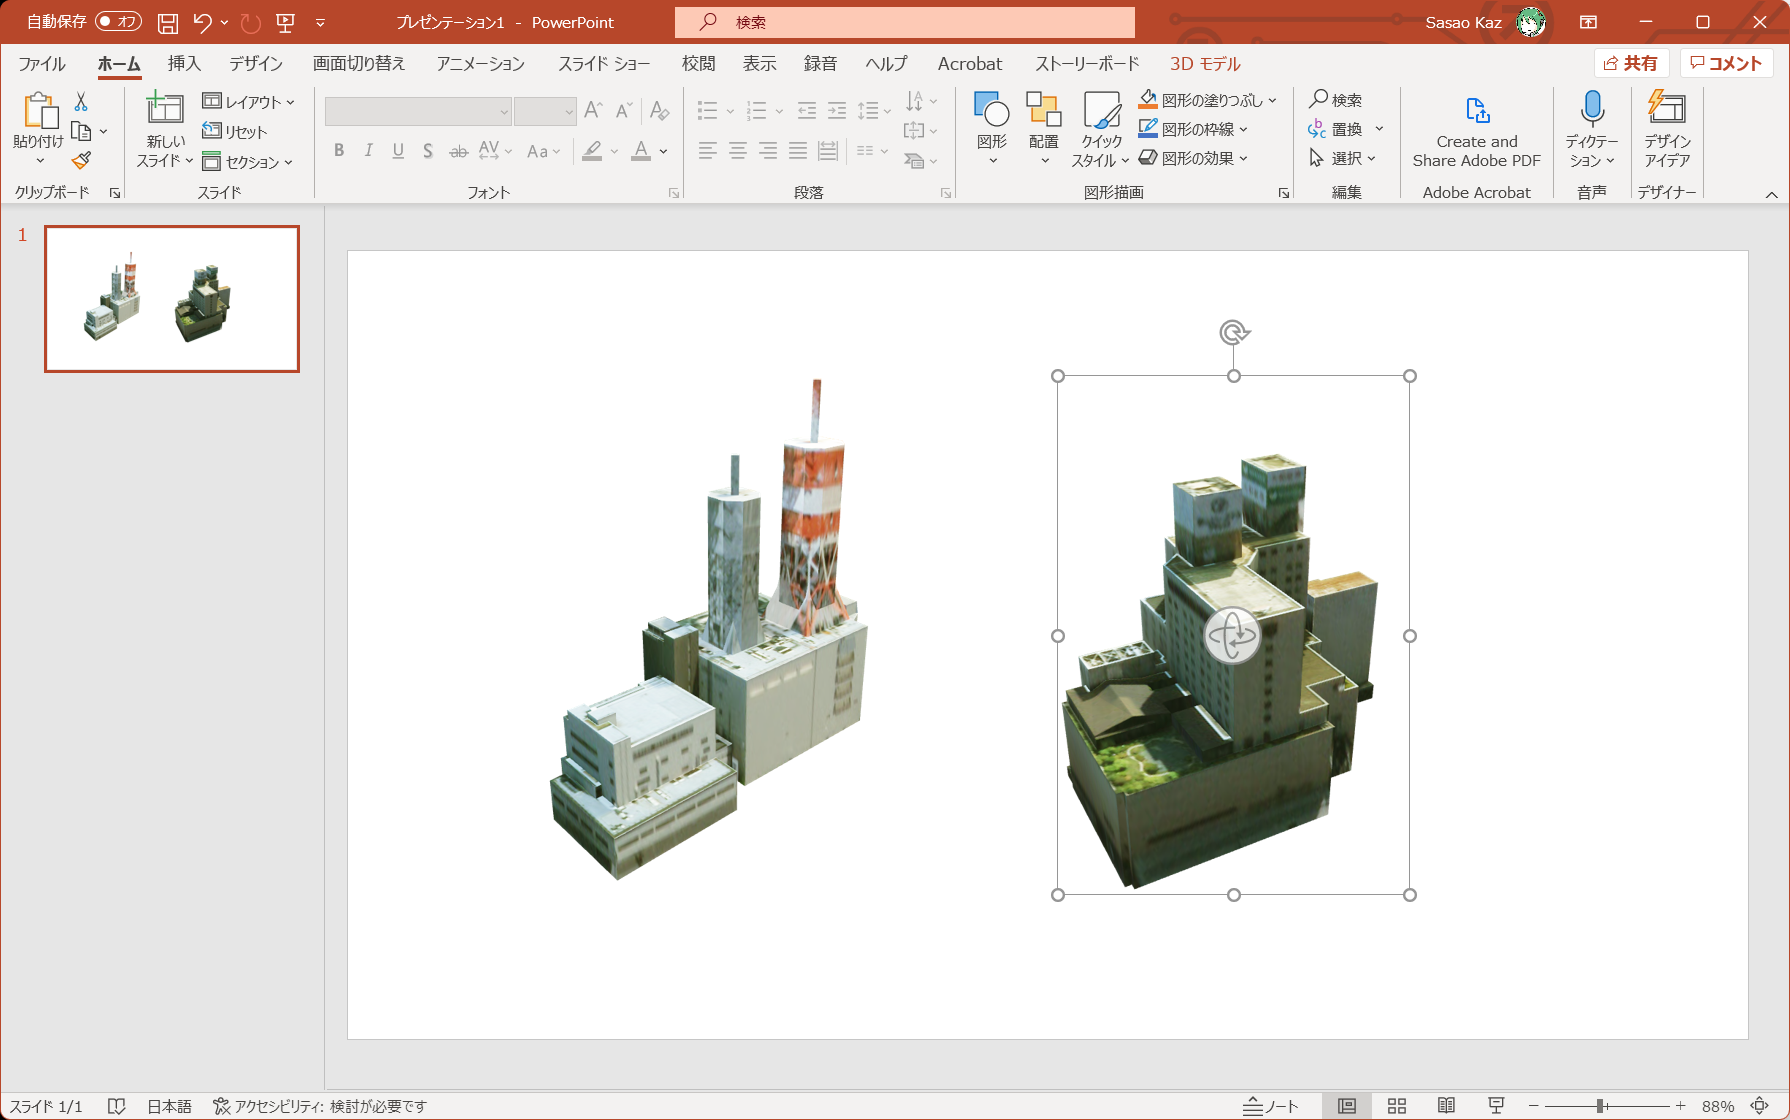 自動保存 オフ プレゼンテーション1 - PowerPoint 検索 Sasao Kaz
ファイル ホーム 挿入 デザイン 画面切り替え アニメーション スライド ショー 校閲 表示 録音 ヘルプ Acrobat ストーリーボード 3D モデル 共有 コメント
貼り付け
クリップボード
新しい
スライド
レイアウト
リセット
セクション
スライド
A A A
B I U S ab AV Aa A
フォント
段落
図形
配置
クイック
スタイル
図形の塗りつぶし
図形の枠線
図形の効果
図形描画
検索
置換
選択
編集
Create and
Share Adobe PDF
Adobe Acrobat
ディクテー
ション
音声
デザイン
アイデア
デザイナー
1
スライド 1/1 日本語 アクセシビリティ: 検討が必要です ノート 88%